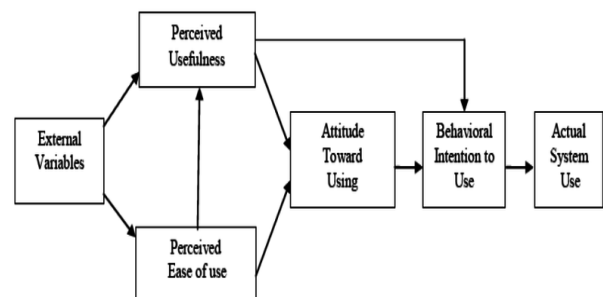 Perceived
Usefulness
External
Variables
Attitude
Toward
Using
Behavioral
Intention to
Use
Actual
System
Use
Perceived
Ease of use